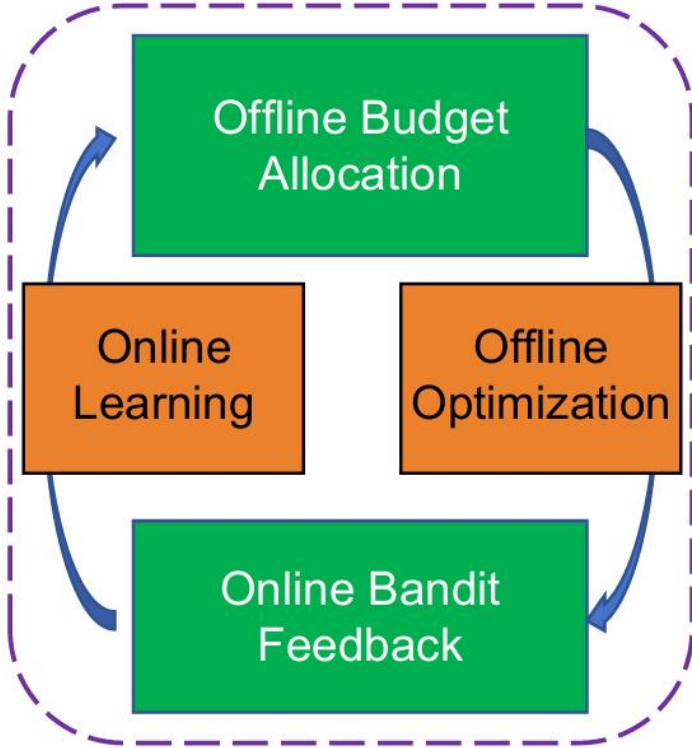 Offline Budget
Allocation
Online
Learning
Offline
Optimization
Online Bandit
Feedback